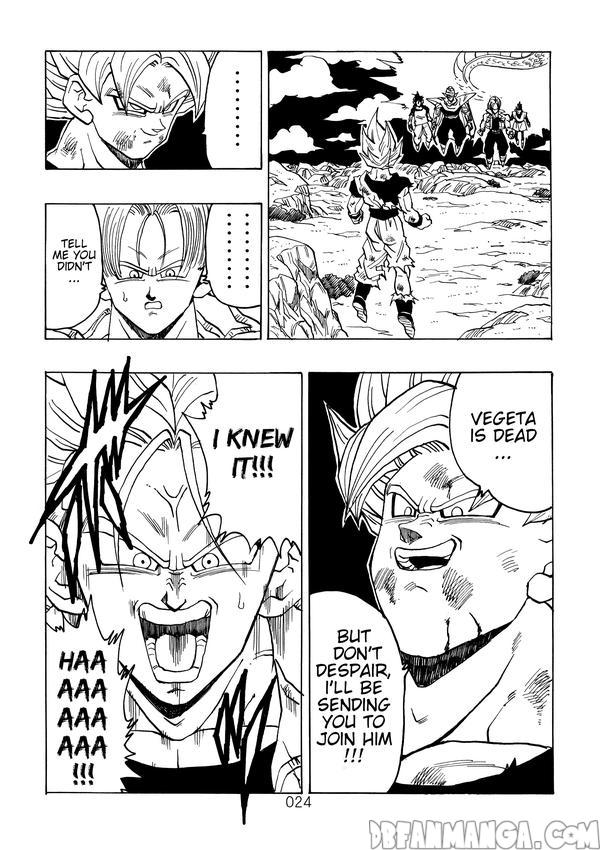 ......
......
TELL
ME YOU
DIDN'T
...
VEGETA
IS DEAD
...
BUT
DON'T
DESPAIR,
I'LL BE
SENDING
YOU TO
JOIN HIM
!!!
I KNEW
IT!!!
HAA
AAA
AAA
AAA
!!!
024
DBFANMANGA.COM